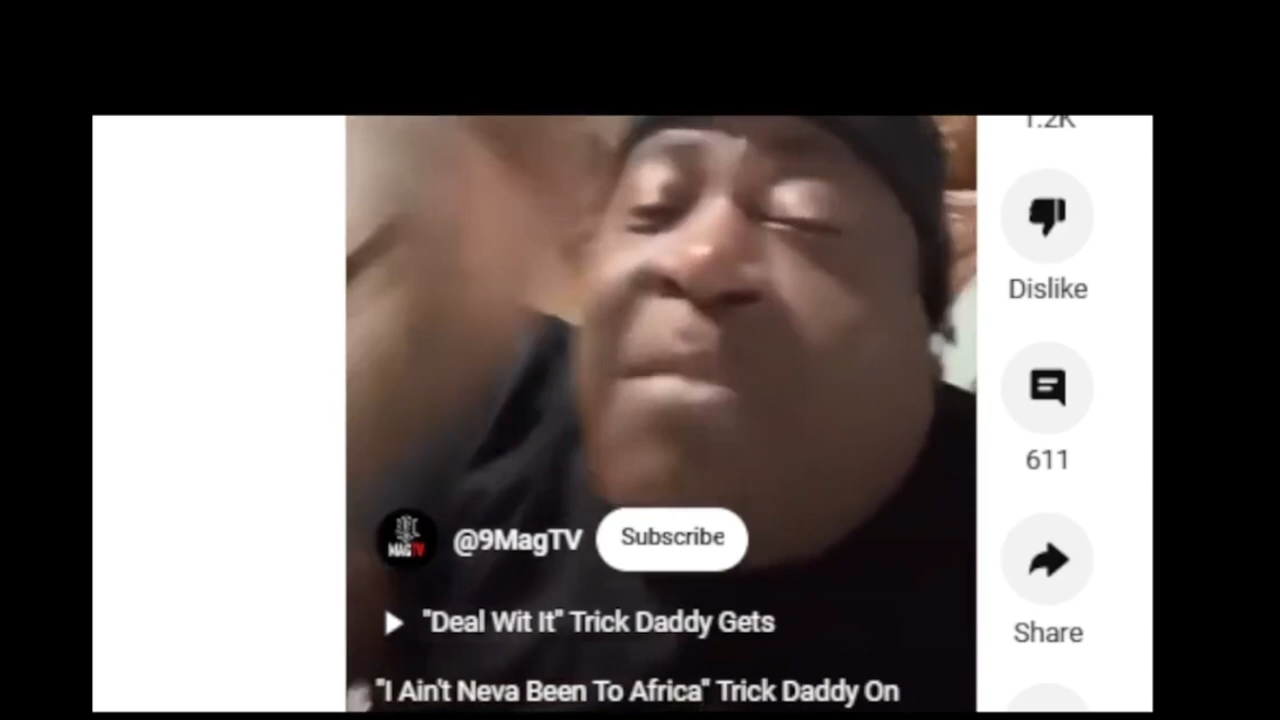 1.2K
Dislike
611
Share
MAGTV
@9MagTV
Subscribe
"Deal Wit It" Trick Daddy Gets
"I Ain't Neva Been To Africa" Trick Daddy On